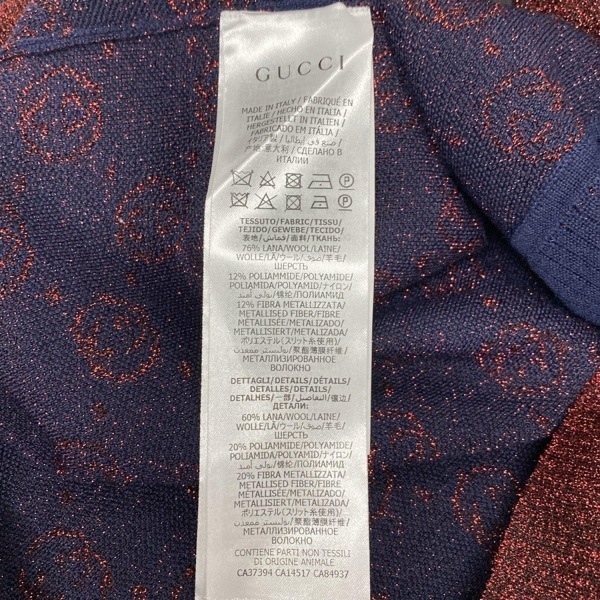 GUCCI
MADE IN ITALY / FABRIQUÉ EN
ITALIE / HECHO EN ITALIA /
HERGESTELLT IN ITALIEN /
FABRICADO EM ITÁLIA /
イタリア製 / صنع في إيطاليا /
产地意大利 / СДЕЛАНО В
ИТАЛИИ
TESSUTO/FABRIC/TISSU/
TEJIDO/GEWEBE/TECIDO/
表地/قماش/面料/ТКАНЬ:
76% LANA/WOOL/LAINE/
WOLLE/LÃ/ウール/صوف/羊毛/
ШЕРСТЬ
12% POLIAMMIDE/POLYAMIDE/
POLIAMIDA/POLYAMID/ナイロン/
بولي أميد/锦纶/ПОЛИАМИД
12% FIBRA METALLIZZATA/
METALLISED FIBER/FIBRE
METALLISÉE/METALIZADO/
METALLISIERT/METALIZADA/
ポリエステル(スリット糸使用)/
聚酯薄膜纤维/بوليستر ممعدن/
МЕТАЛЛИЗИРОВАННОЕ
ВОЛОКНО
DETTAGLI/DETAILS/DÉTAILS/
DETALLES/DETAILS/
DETALHES/一部/التفاصيل/镶边/
ДЕТАЛИ:
60% LANA/WOOL/LAINE/
WOLLE/LÃ/ウール/صوف/羊毛/
ШЕРСТЬ
20% POLIAMMIDE/POLYAMIDE/
POLIAMIDA/POLYAMID/ナイロン/
بولي أميد/锦纶/ПОЛИАМИД
20% FIBRA METALLIZZATA/
METALLISED FIBER/FIBRE
METALLISÉE/METALIZADO/
METALLISIERT/METALIZADA/
ポリエステル(スリット糸使用)/
聚酯薄膜纤维/بوليستر ممعدن/
МЕТАЛЛИЗИРОВАННОЕ
ВОЛОКНО
CONTIENE PARTI NON TESSILI
DI ORIGINE ANIMALE
CA37394 CA14517 CA84937